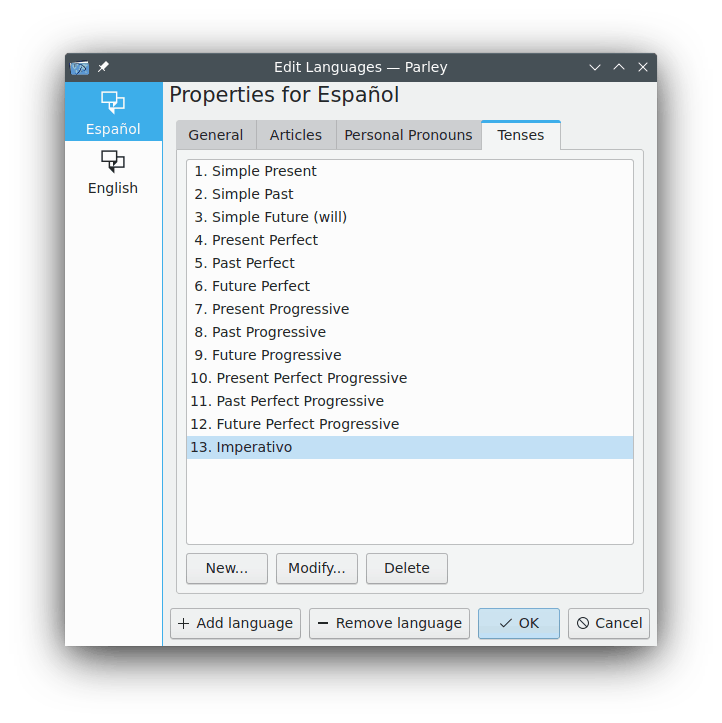 Edit Languages — Parley
Español
English
Properties for Español
General Articles Personal Pronouns Tenses
1. Simple Present
2. Simple Past
3. Simple Future (will)
4. Present Perfect
5. Past Perfect
6. Future Perfect
7. Present Progressive
8. Past Progressive
9. Future Progressive
10. Present Perfect Progressive
11. Past Perfect Progressive
12. Future Perfect Progressive
13. Imperativo
New... Modify... Delete
Add language Remove language OK Cancel